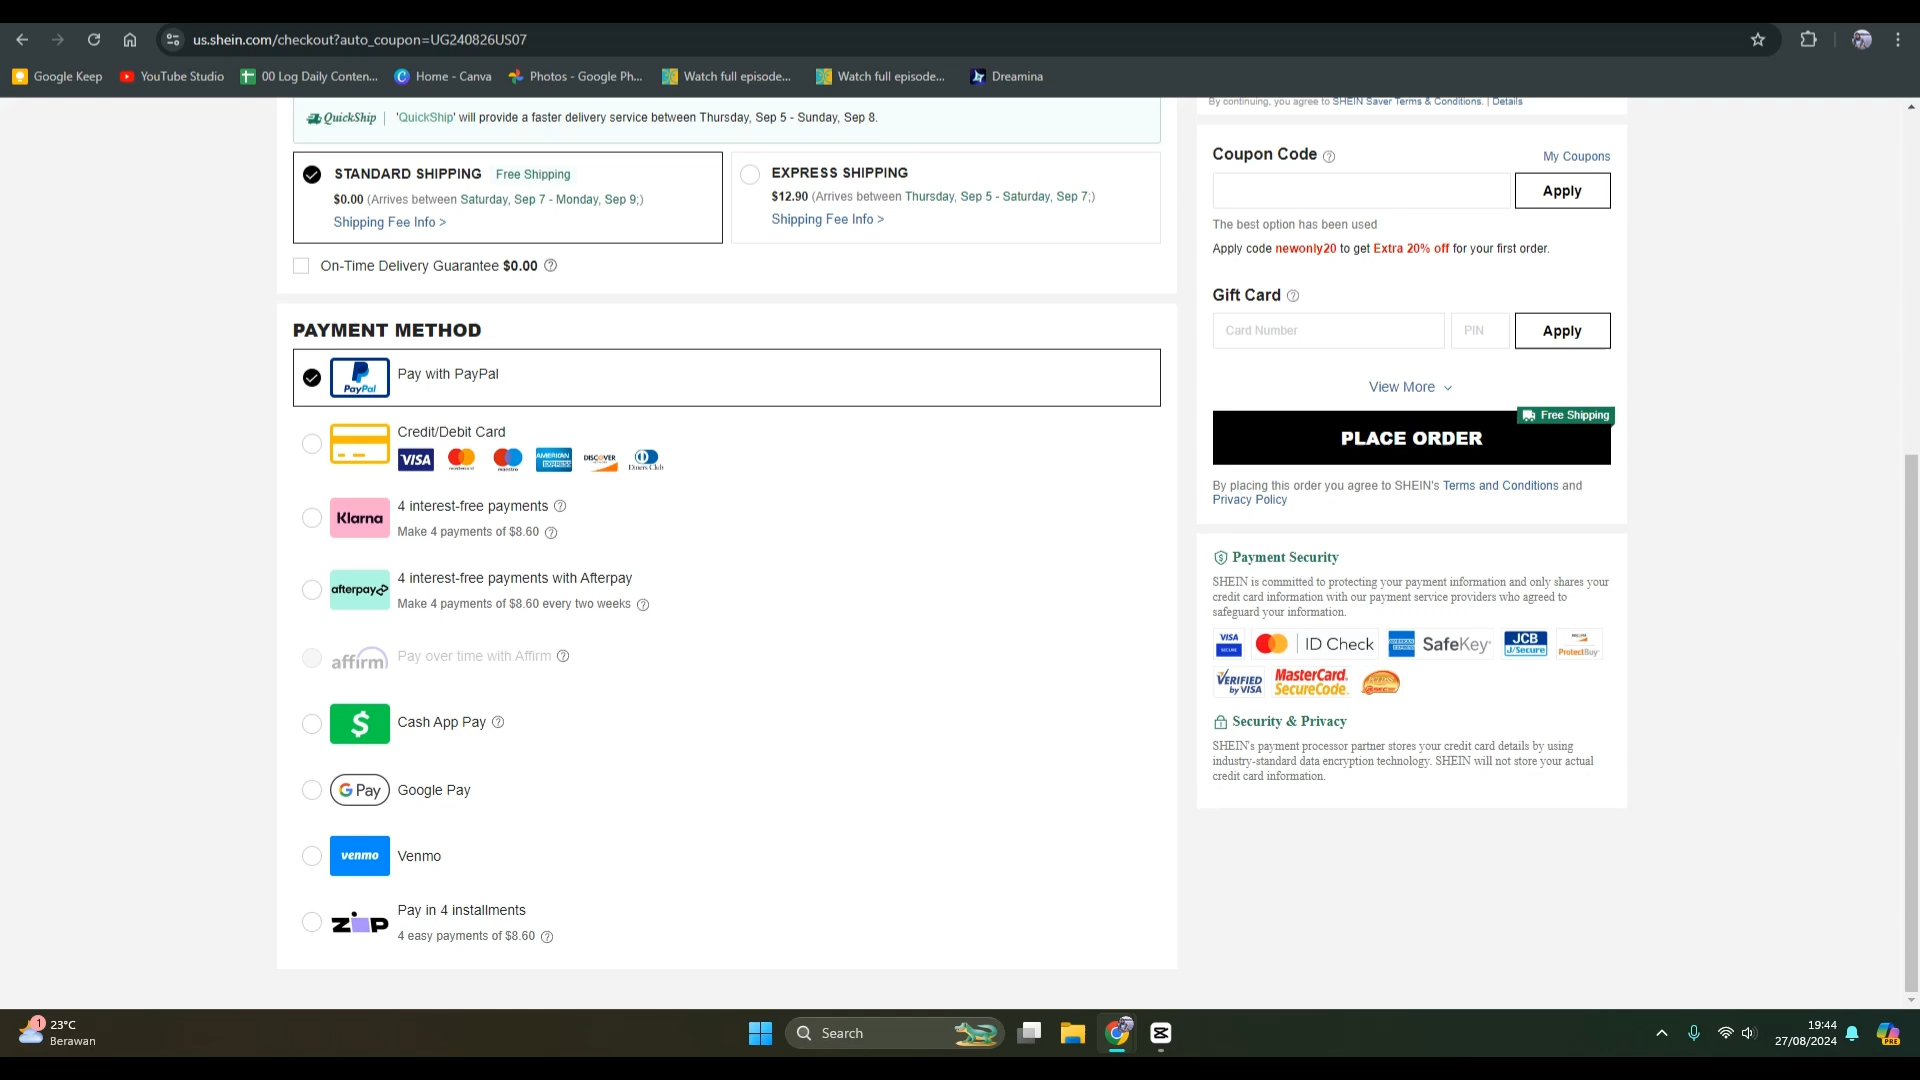 us.shein.com/checkout?auto_coupon=UG240826US07
Google Keep
YouTube Studio
00 Log Daily Conten...
Home - Canva
Photos - Google Ph...
Watch full episode...
Watch full episode...
Dreamina
QuickShip | 'QuickShip' will provide a faster delivery service between Thursday, Sep 5 - Sunday, Sep 8.
STANDARD SHIPPING Free Shipping
$0.00 (Arrives between Saturday, Sep 7 - Monday, Sep 9;)
Shipping Fee Info >
EXPRESS SHIPPING
$12.90 (Arrives between Thursday, Sep 5 - Saturday, Sep 7;)
Shipping Fee Info >
On-Time Delivery Guarantee $0.00
PAYMENT METHOD
PayPal Pay with PayPal
Credit/Debit Card
VISA mastercard maestro AMERICAN EXPRESS DISCOVER Diners Club
Klarna 4 interest-free payments
Make 4 payments of $8.60
afterpay 4 interest-free payments with Afterpay
Make 4 payments of $8.60 every two weeks
affirm Pay over time with Affirm
$ Cash App Pay
G Pay Google Pay
venmo Venmo
zip Pay in 4 installments
4 easy payments of $8.60
By continuing, you agree to SHEIN Saver Terms & Conditions. | Details
Coupon Code
My Coupons
Apply
The best option has been used
Apply code newonly20 to get Extra 20% off for your first order.
Gift Card
Card Number
PIN
Apply
View More
Free Shipping
PLACE ORDER
By placing this order you agree to SHEIN's Terms and Conditions and
Privacy Policy
Payment Security
SHEIN is committed to protecting your payment information and only shares your
credit card information with our payment service providers who agreed to
safeguard your information.
VISA SECURE ID Check AMERICAN EXPRESS SafeKey JCB J/Secure DISCOVER ProtectBuy
VERIFIED by VISA MasterCard. SecureCode.
Security & Privacy
SHEIN's payment processor partner stores your credit card details by using
industry-standard data encryption technology. SHEIN will not store your actual
credit card information.
1
23°C
Berawan
Search
19:44
27/08/2024
PRE